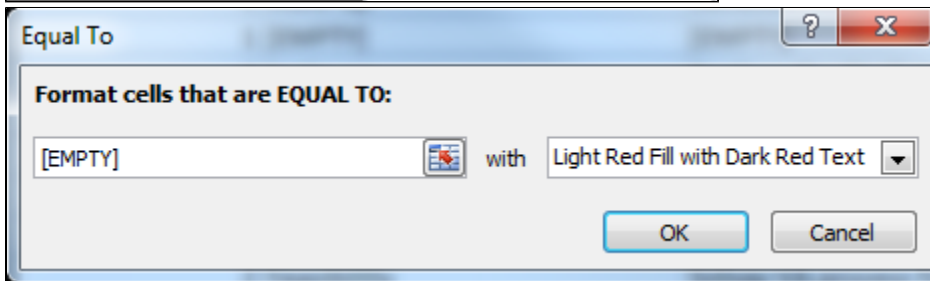 Equal To
Format cells that are EQUAL TO:
[EMPTY] with Light Red Fill with Dark Red Text
OK Cancel